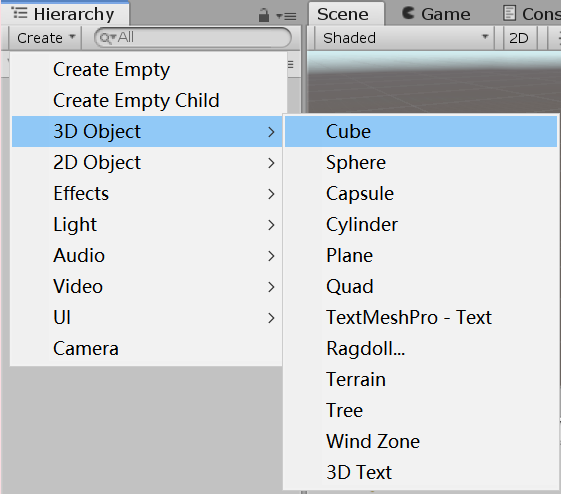 Hierarchy
Scene
Game
Cons
Create
All
Shaded
2D
Create Empty
Create Empty Child
3D Object
2D Object
Effects
Light
Audio
Video
UI
Camera
Cube
Sphere
Capsule
Cylinder
Plane
Quad
TextMeshPro - Text
Ragdoll...
Terrain
Tree
Wind Zone
3D Text